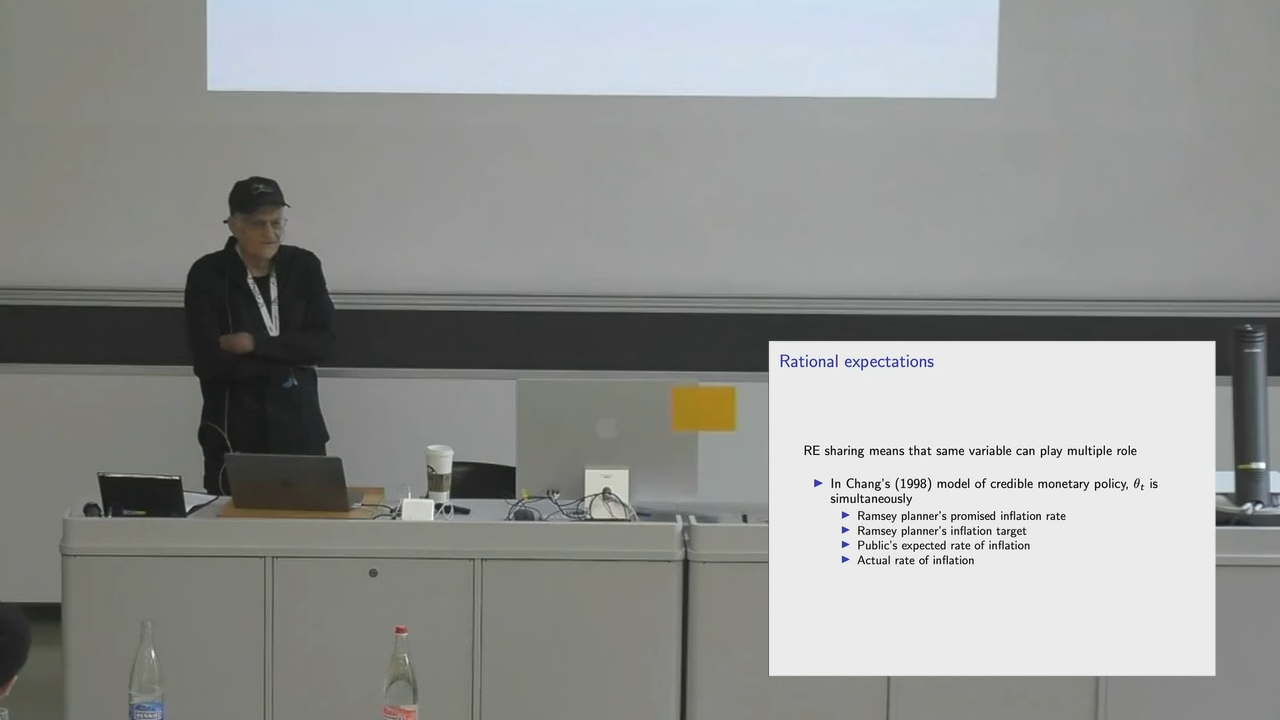 Rational expectations
RE sharing means that same variable can play multiple role
In Chang's (1998) model of credible monetary policy, θₜ is
simultaneously
Ramsey planner's promised inflation rate
Ramsey planner's inflation target
Public's expected rate of inflation
Actual rate of inflation